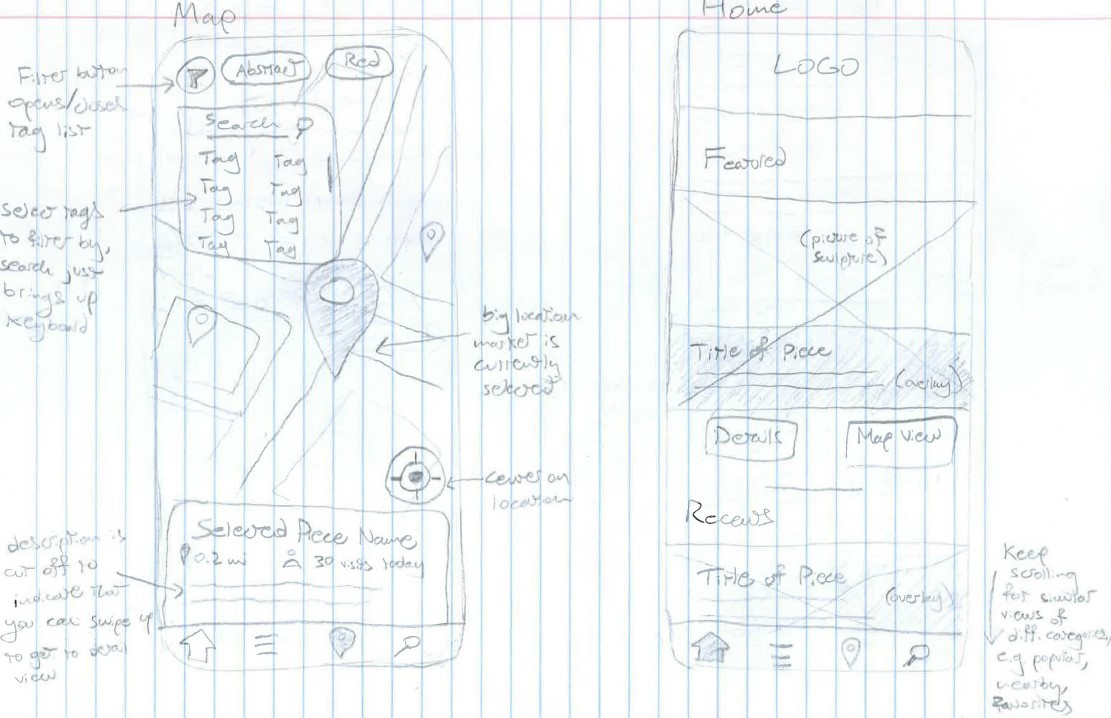 Map
Filter button
opens/closes
tag list
Abstract
Red
Search
Tag Tag
Tag Tag
Tag Tag
Tag Tag
select tags
to filter by,
search just
brings up
keyboard
big location
marker is
currently
selected
center on
location
Selected Piece Name
0.2 mi 30 visits today
description is
cut off to
indicate that
you can swipe up
to get to detail
view
Home
LOGO
Featured
(picture of
sculpture)
Title of Piece
(overlay)
Details
Map View
Recents
Title of Piece
(overlay)
Keep
scrolling
for similar
views of
diff. categories,
e.g popular,
nearby,
favorites